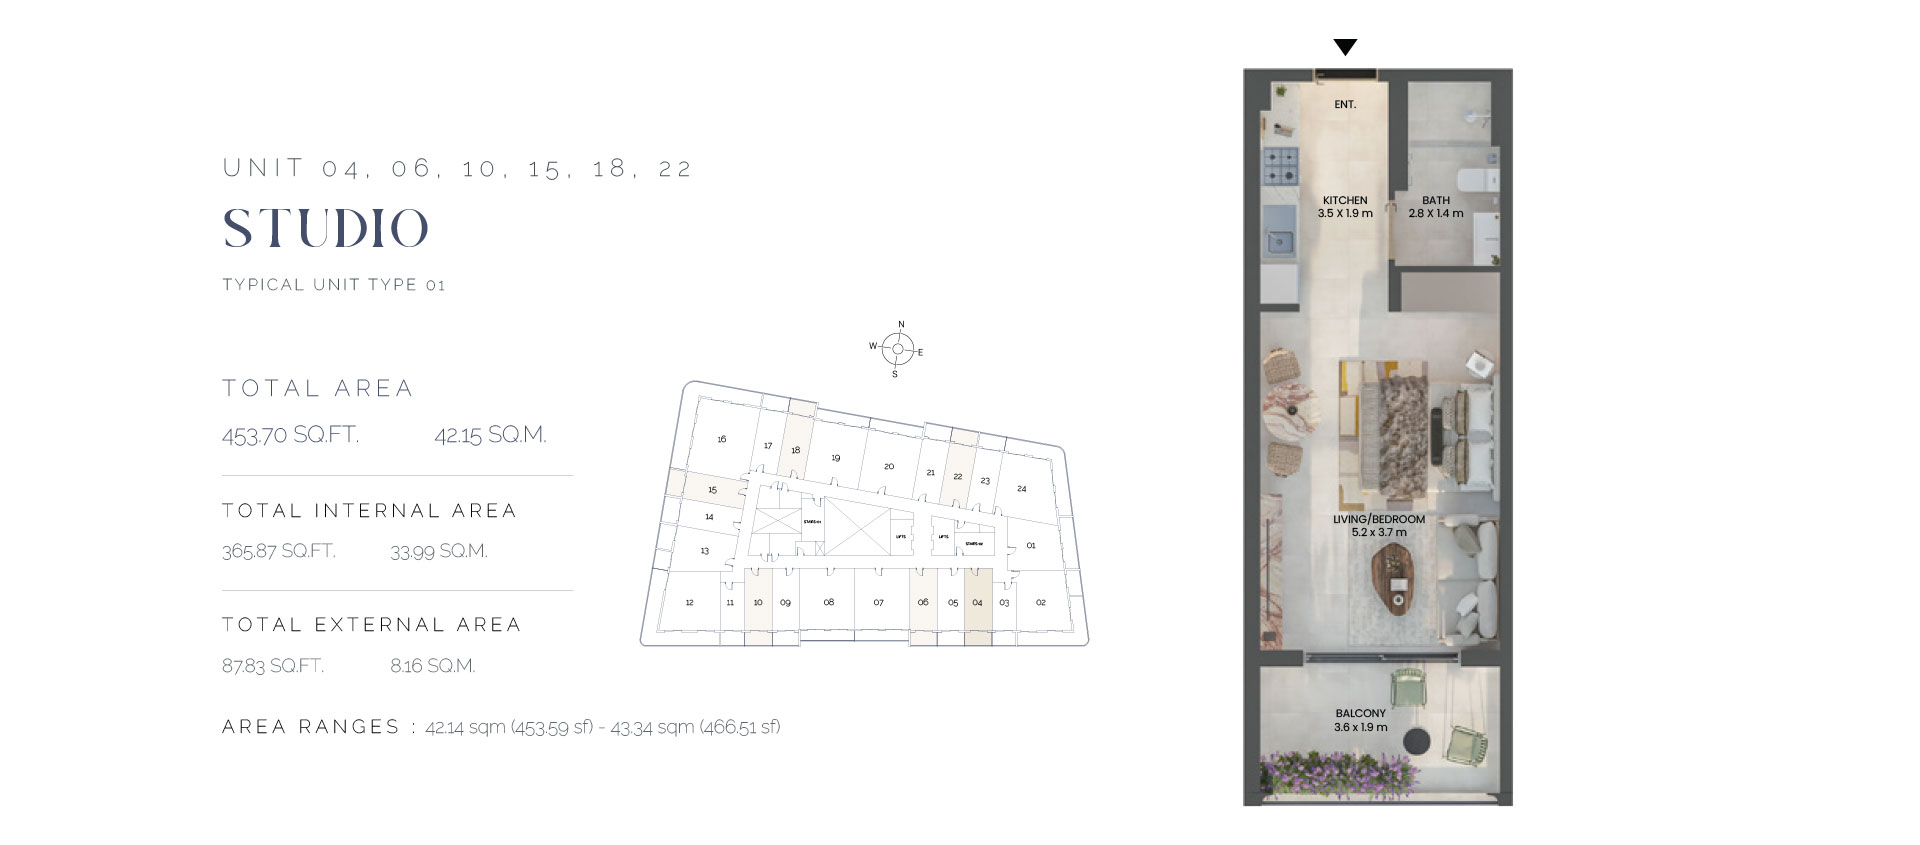 UNIT 04, 06, 10, 15, 18, 22
STUDIO
TYPICAL UNIT TYPE 01
TOTAL AREA
453.70 SQ.FT. 42.15 SQ.M.
TOTAL INTERNAL AREA
365.87 SQ.FT. 33.99 SQ.M.
TOTAL EXTERNAL AREA
87.83 SQ.FT. 8.16 SQ.M.
AREA RANGES : 42.14 sqm (453.59 sf) - 43.34 sqm (466.51 sf)
N
W E
S
16 17 18 19 20 21 22 23 24
15
14
13
STAIRS 01
LIFTS LIFTS STAIRS 02
01
12 11 10 09 08 07 06 05 04 03 02
ENT.
KITCHEN
3.5 X 1.9 m
BATH
2.8 X 1.4 m
LIVING/BEDROOM
5.2 x 3.7 m
BALCONY
3.6 x 1.9 m